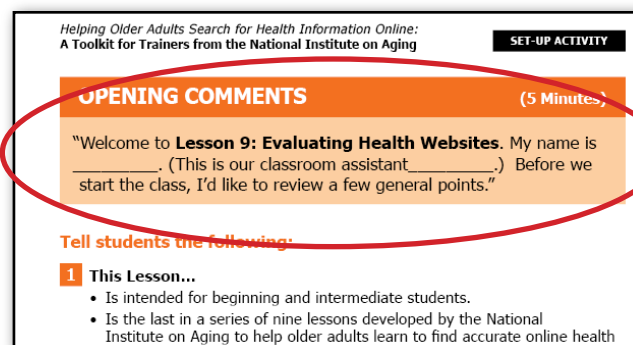 Helping Older Adults Search for Health Information Online:
A Toolkit for Trainers from the National Institute on Aging
SET-UP ACTIVITY
OPENING COMMENTS (5 Minutes)
“Welcome to Lesson 9: Evaluating Health Websites. My name is
_________. (This is our classroom assistant_________.)  Before we
start the class, I’d like to review a few general points.”
Tell students the following:
1 This Lesson...
• Is intended for beginning and intermediate students.
• Is the last in a series of nine lessons developed by the National
Institute on Aging to help older adults learn to find accurate online health